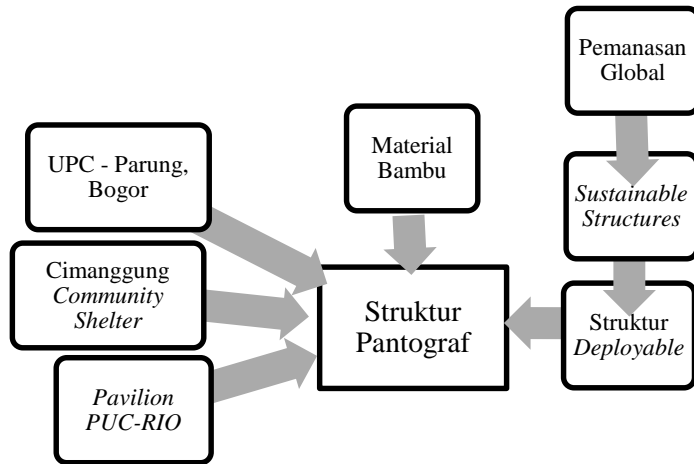 Pemanasan
Global
UPC - Parung,
Bogor
Material
Bambu
Sustainable
Structures
Cimanggung
Community
Shelter
Struktur
Pantograf
Struktur
Deployable
Pavilion
PUC-RIO